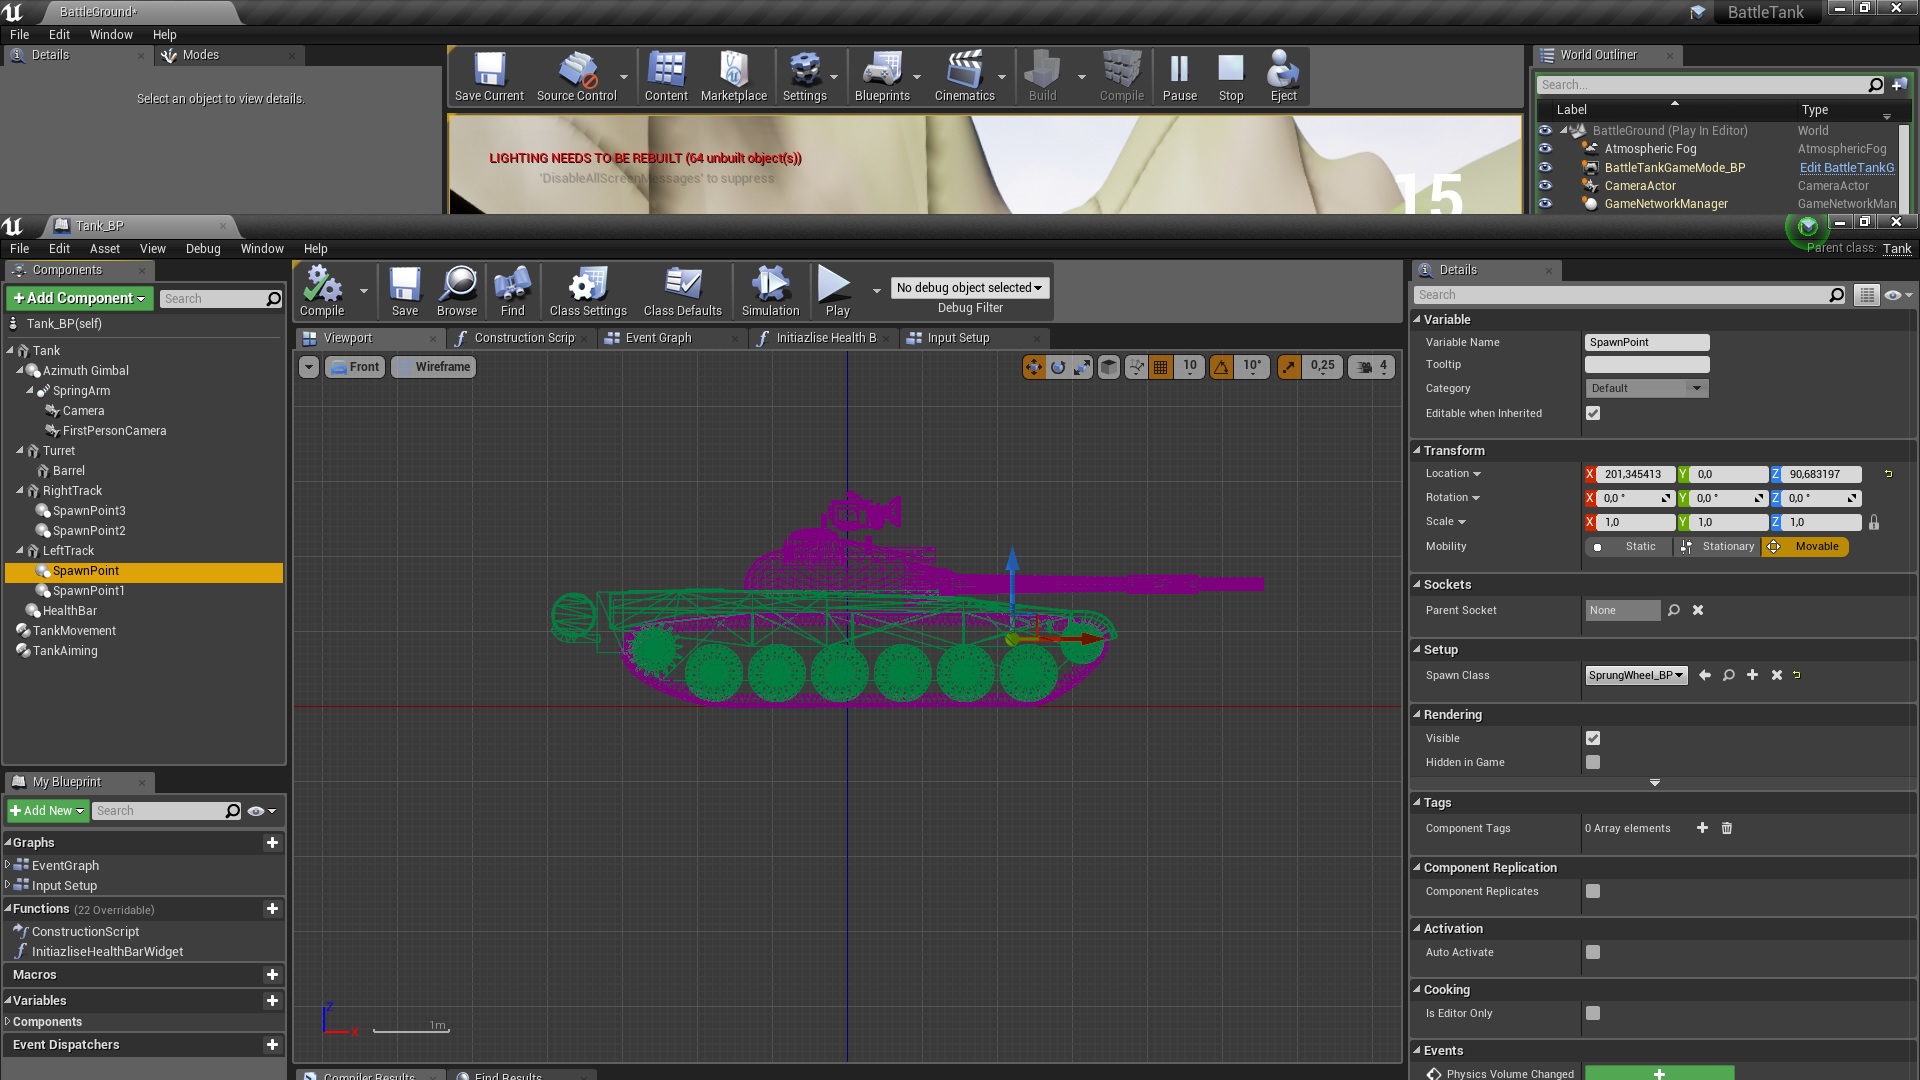 BattleGround*
BattleTank
File Edit Window Help
Details
Modes
Select an object to view details.
Save Current
Source Control
Content
Marketplace
Settings
Blueprints
Cinematics
Build
Compile
Pause
Stop
Eject
LIGHTING NEEDS TO BE REBUILT (64 unbuilt object(s))
'DisableAllScreenMessages' to suppress
15
World Outliner
Search...
Label Type
BattleGround (Play In Editor) World
Atmospheric Fog AtmosphericFog
BattleTankGameMode_BP Edit BattleTankG
CameraActor CameraActor
GameNetworkManager GameNetworkMan
Tank_BP
File Edit Asset View Debug Window Help
Parent class: Tank
Components
+Add Component
Search
Tank_BP(self)
Tank
Azimuth Gimbal
SpringArm
Camera
FirstPersonCamera
Turret
Barrel
RightTrack
SpawnPoint3
SpawnPoint2
LeftTrack
SpawnPoint
SpawnPoint1
HealthBar
TankMovement
TankAiming
My Blueprint
+Add New
Search
Graphs
EventGraph
Input Setup
Functions (22 Overridable)
ConstructionScript
InitiazliseHealthBarWidget
Macros
Variables
Components
Event Dispatchers
Compile
Save
Browse
Find
Class Settings
Class Defaults
Simulation
Play
No debug object selected
Debug Filter
Viewport
Construction Scrip
Event Graph
Initiazlise Health B
Input Setup
Front
Wireframe
10
10°
0,25
4
Z
X
1m
Compiler Results
Find Results
Details
Search
Variable
Variable Name SpawnPoint
Tooltip
Category Default
Editable when Inherited
Transform
Location X 201,345413 Y 0,0 Z 90,683197
Rotation X 0,0 ° Y 0,0 ° Z 0,0 °
Scale X 1,0 Y 1,0 Z 1,0
Mobility Static Stationary Movable
Sockets
Parent Socket None
Setup
Spawn Class SprungWheel_BP
Rendering
Visible
Hidden in Game
Tags
Component Tags 0 Array elements
Component Replication
Component Replicates
Activation
Auto Activate
Cooking
Is Editor Only
Events
Physics Volume Changed +